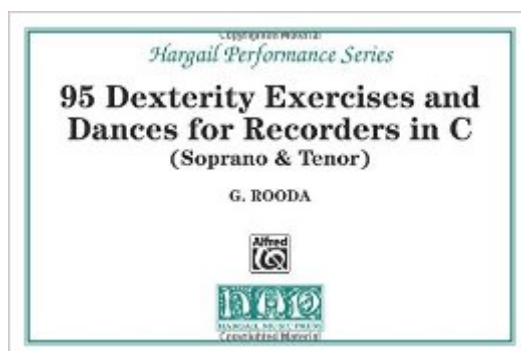 Copyrighted Material
Hargail Performance Series
95 Dexterity Exercises and
Dances for Recorders in C
(Soprano & Tenor)
G. ROODA
Alfred
HARGAIL MUSIC PRESS
Copyrighted Material